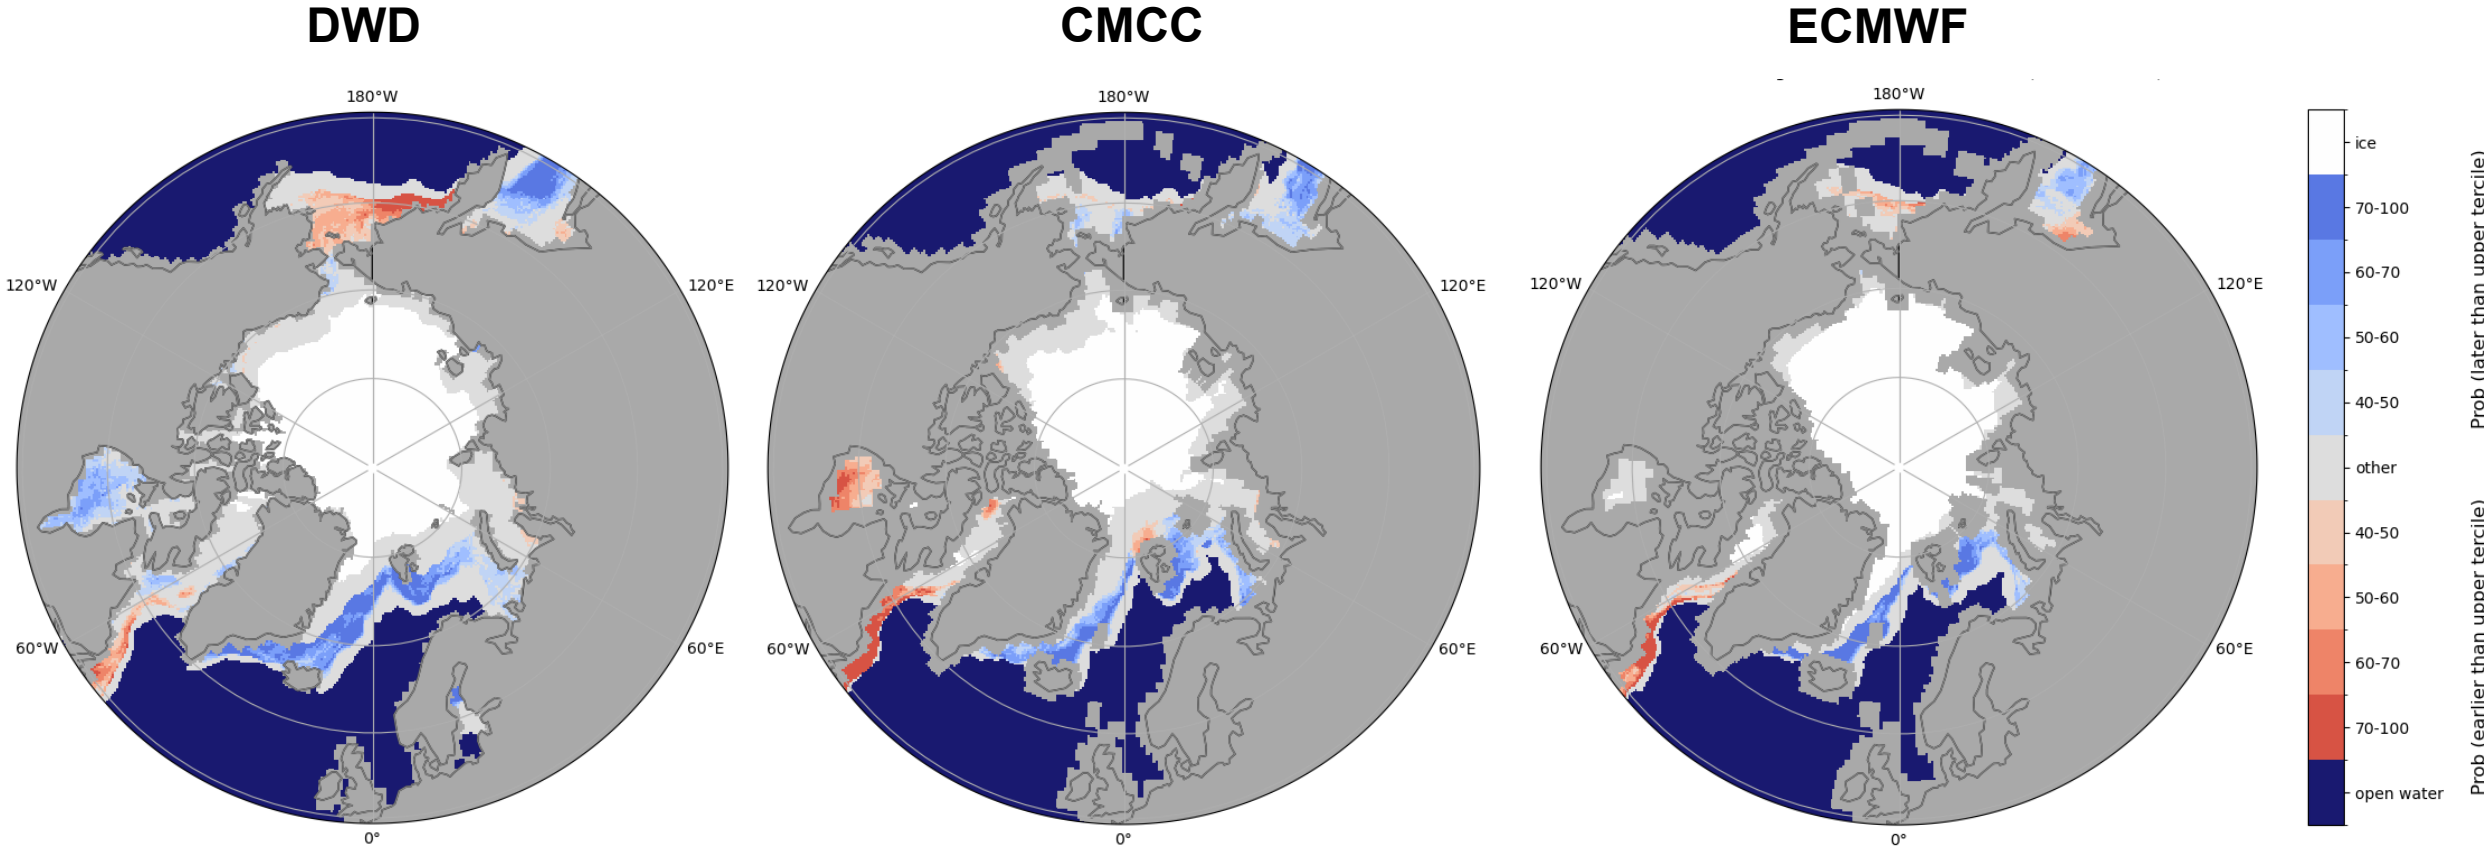 DWD
CMCC
ECMWF
180°W
180°W
180°W
120°W
120°E
120°W
120°E
120°W
120°E
60°W
60°E
60°W
60°E
60°W
60°E
0°
0°
0°
ice
70-100
60-70
50-60
40-50
other
40-50
50-60
60-70
70-100
open water
Prob (later than upper tercile)
Prob (earlier than upper tercile)